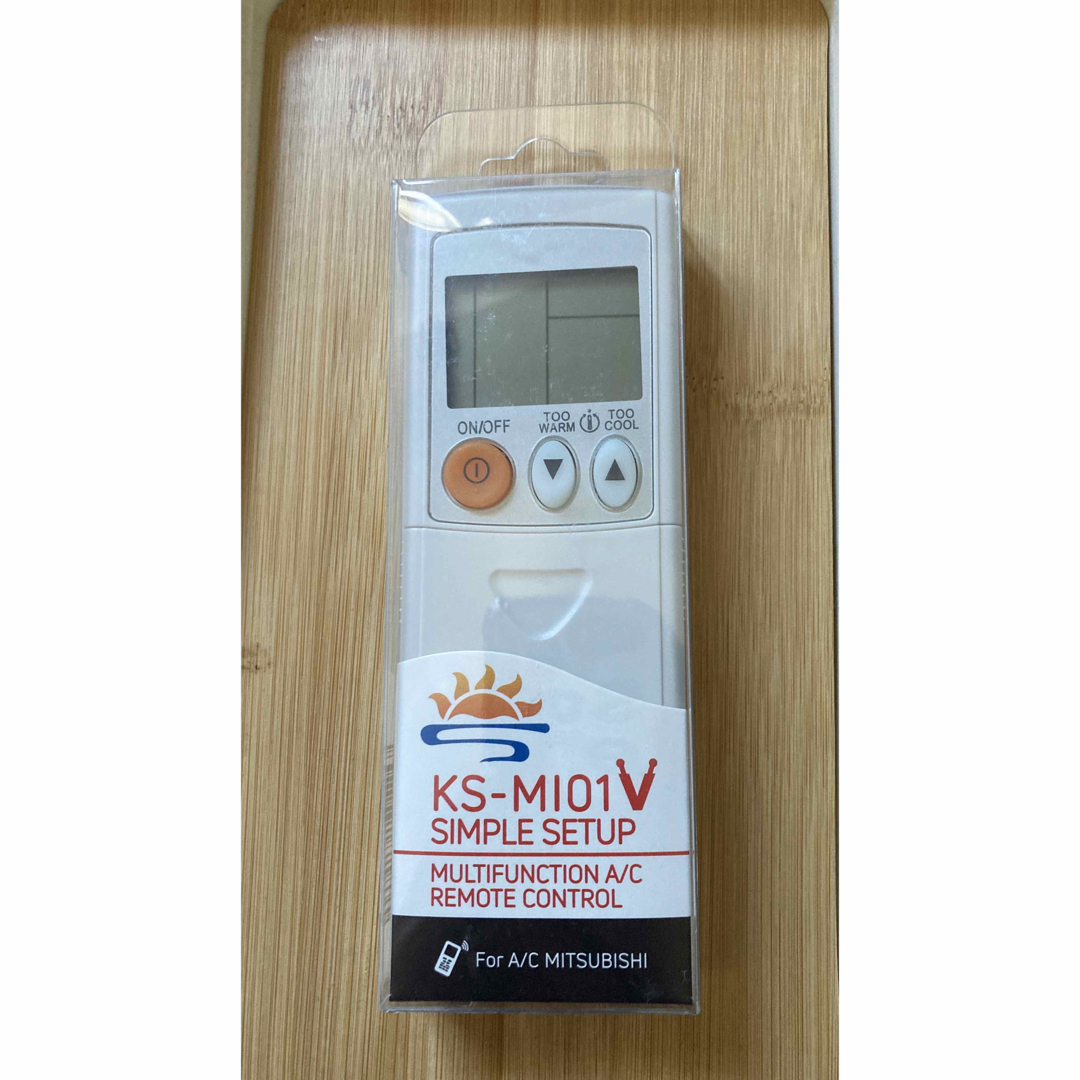 ON/OFF
TOO WARM
TOO COOL
KS-MI01V
SIMPLE SETUP
MULTIFUNCTION A/C
REMOTE CONTROL
For A/C MITSUBISHI